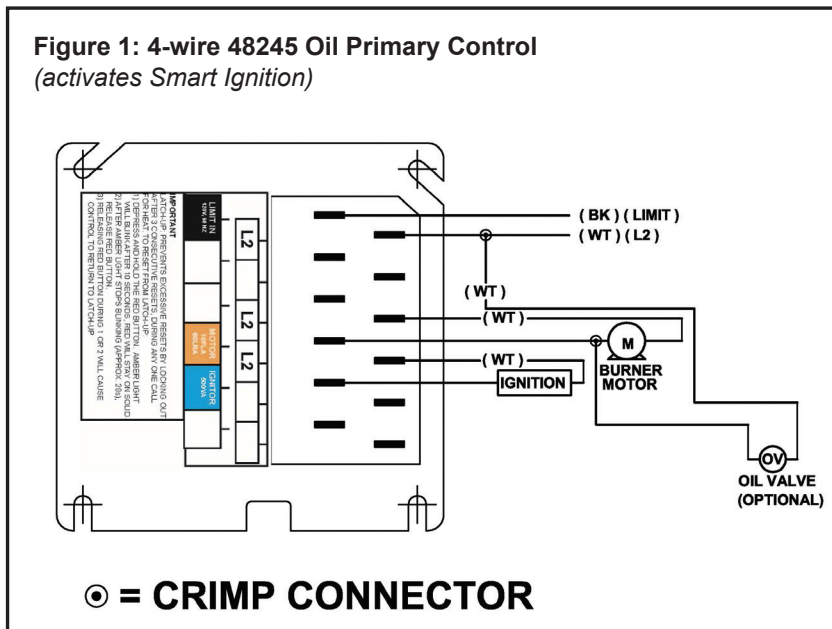 Figure 1: 4-wire 48245 Oil Primary Control
(activates Smart Ignition)
IMPORTANT
LATCH-UP: PREVENTS EXCESSIVE RESETS BY LOCKING OUT
AFTER 3 CONSECUTIVE RESETS, DURING ANY ONE CALL
FOR HEAT. TO RESET FROM LATCH-UP:
1) DEPRESS AND HOLD THE RED BUTTON. AMBER LIGHT
WILL BLINK AFTER 10 SECONDS, RED WILL STAY ON SOLID
2) AFTER AMBER LIGHT STOPS BLINKING (APPROX. 20s),
RELEASE RED BUTTON.
3) RELEASING RED BUTTON DURING 1 OR 2 WILL CAUSE
CONTROL TO RETURN TO LATCH-UP
LIMIT IN
MOTOR
10FLA
60LRA
IGNITOR
500VA
L2
L2
L2
( BK ) ( LIMIT )
( WT ) ( L2 )
( WT )
( WT )
M
BURNER
MOTOR
( WT )
IGNITION
OV
OIL VALVE
(OPTIONAL)
= CRIMP CONNECTOR